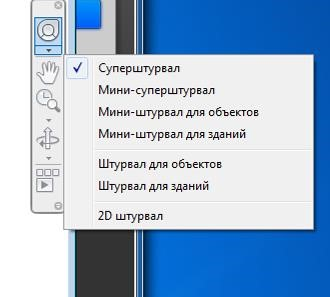 Суперштурвал
Мини-суперштурвал
Мини-штурвал для объектов
Мини-штурвал для зданий
Штурвал для объектов
Штурвал для зданий
2D штурвал